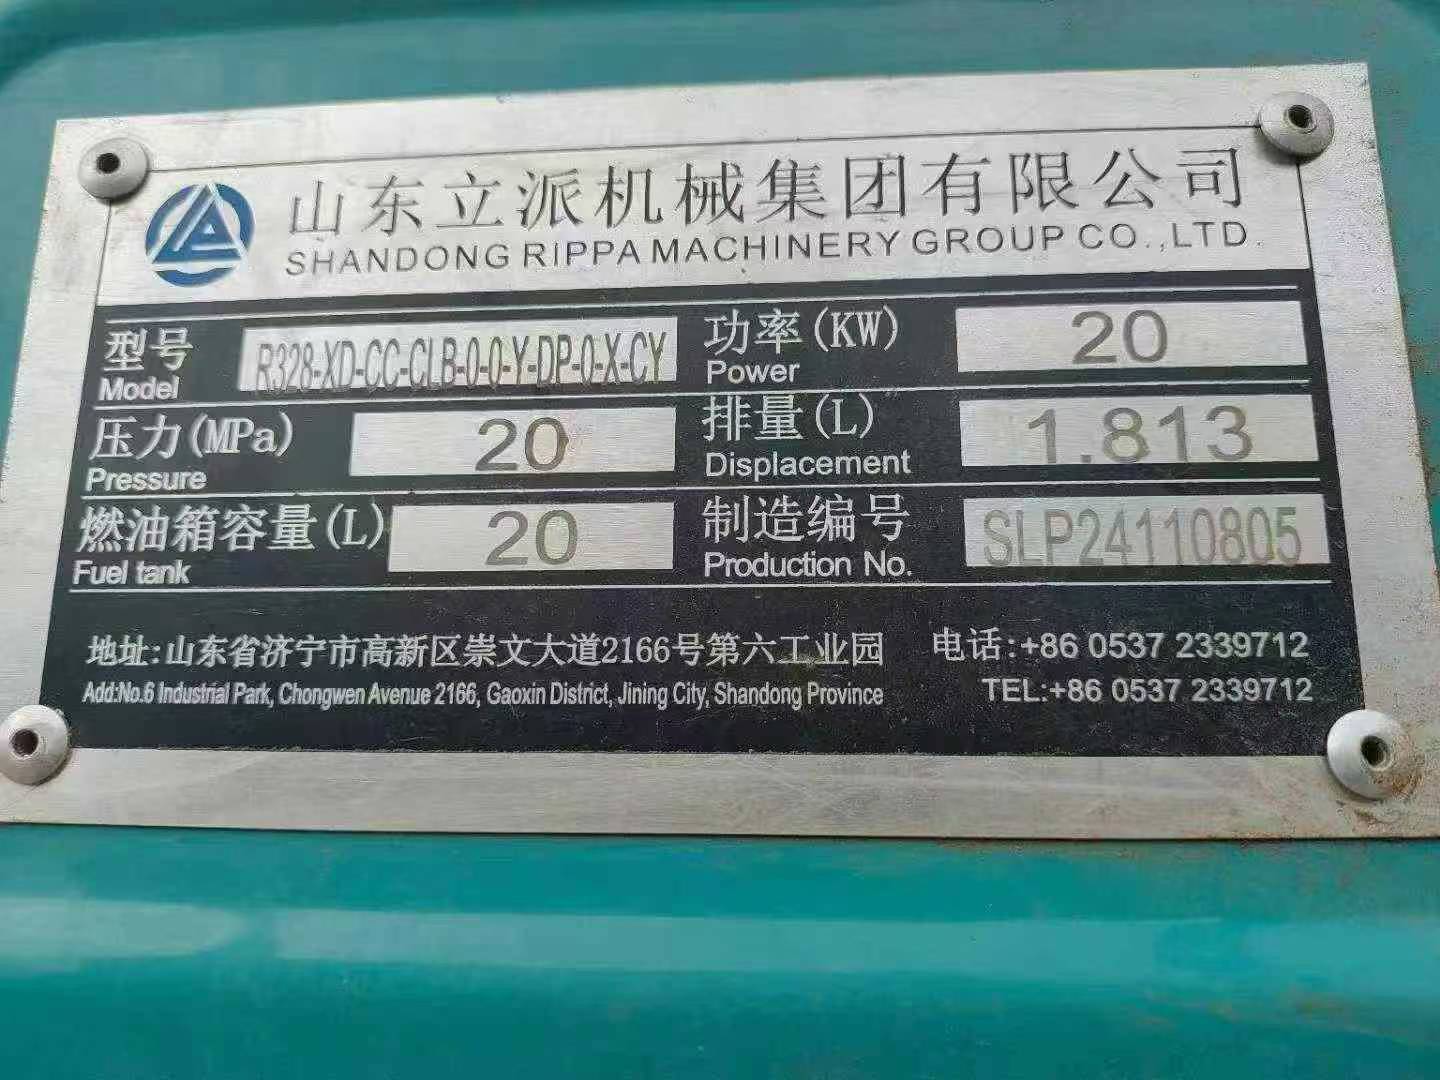 山东立派机械集团有限公司
SHANDONG RIPPA MACHINERY GROUP CO.,LTD.
型号 R328-XD-CC-CLB-0-0-Y-DP-0-X-CY 功率(KW) 20
Model Power
压力(MPa) 20 排量(L) 1.813
Pressure Displacement
燃油箱容量(L) 20 制造编号 SLP24110805
Fuel tank Production No.
地址:山东省济宁市高新区崇文大道2166号第六工业园 电话:+86 0537 2339712
Add:No.6 Industrial Park, Chongwen Avenue 2166, Gaoxin District, Jining City, Shandong Province TEL:+86 0537 2339712